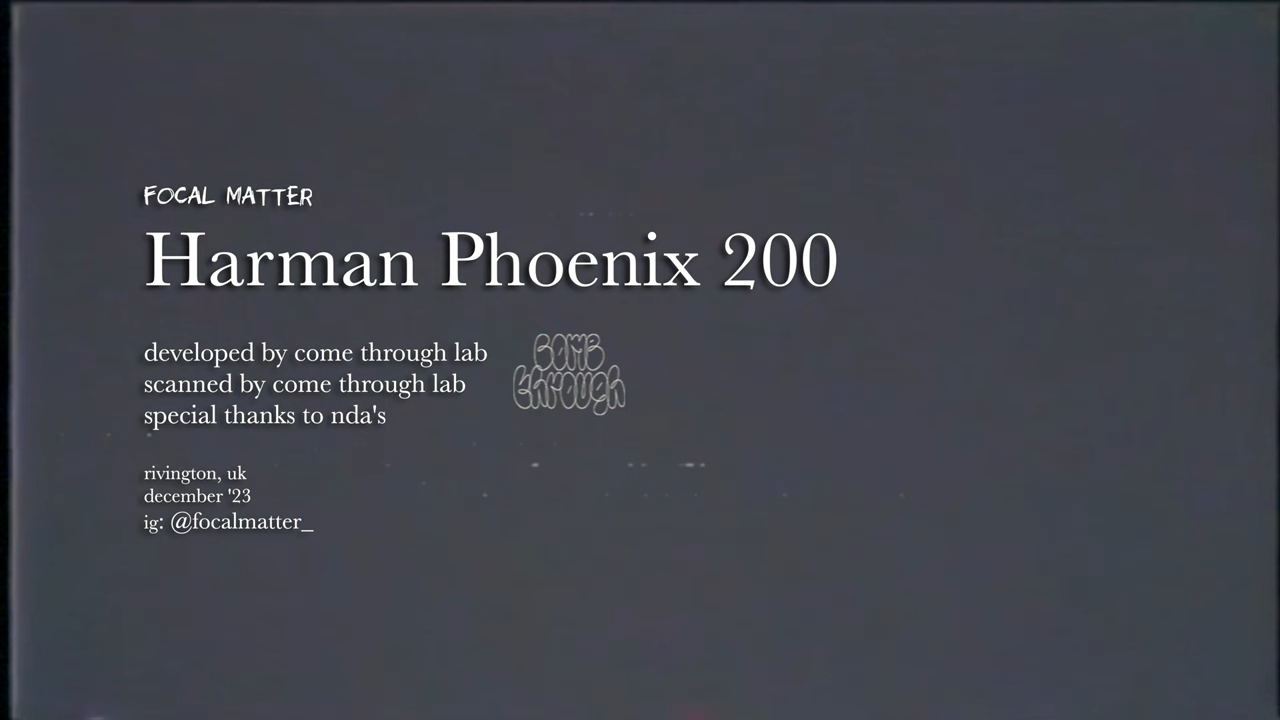 FOCAL MATTER
Harman Phoenix 200
developed by come through lab
scanned by come through lab
special thanks to nda's
come
through
rivington, uk
december '23
ig: @focalmatter_